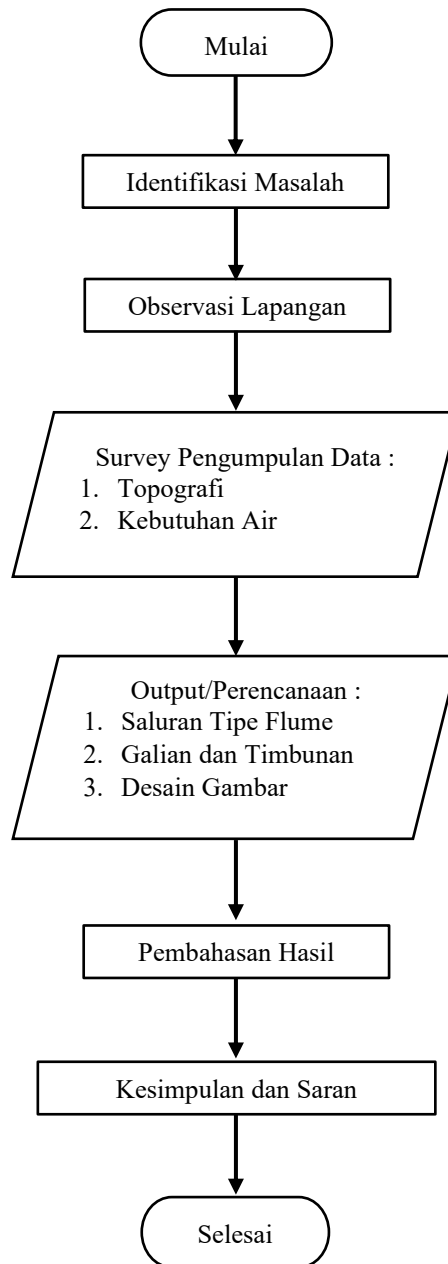 Mulai
Identifikasi Masalah
Observasi Lapangan
Survey Pengumpulan Data :
1. Topografi
2. Kebutuhan Air
Output/Perencanaan :
1. Saluran Tipe Flume
2. Galian dan Timbunan
3. Desain Gambar
Pembahasan Hasil
Kesimpulan dan Saran
Selesai